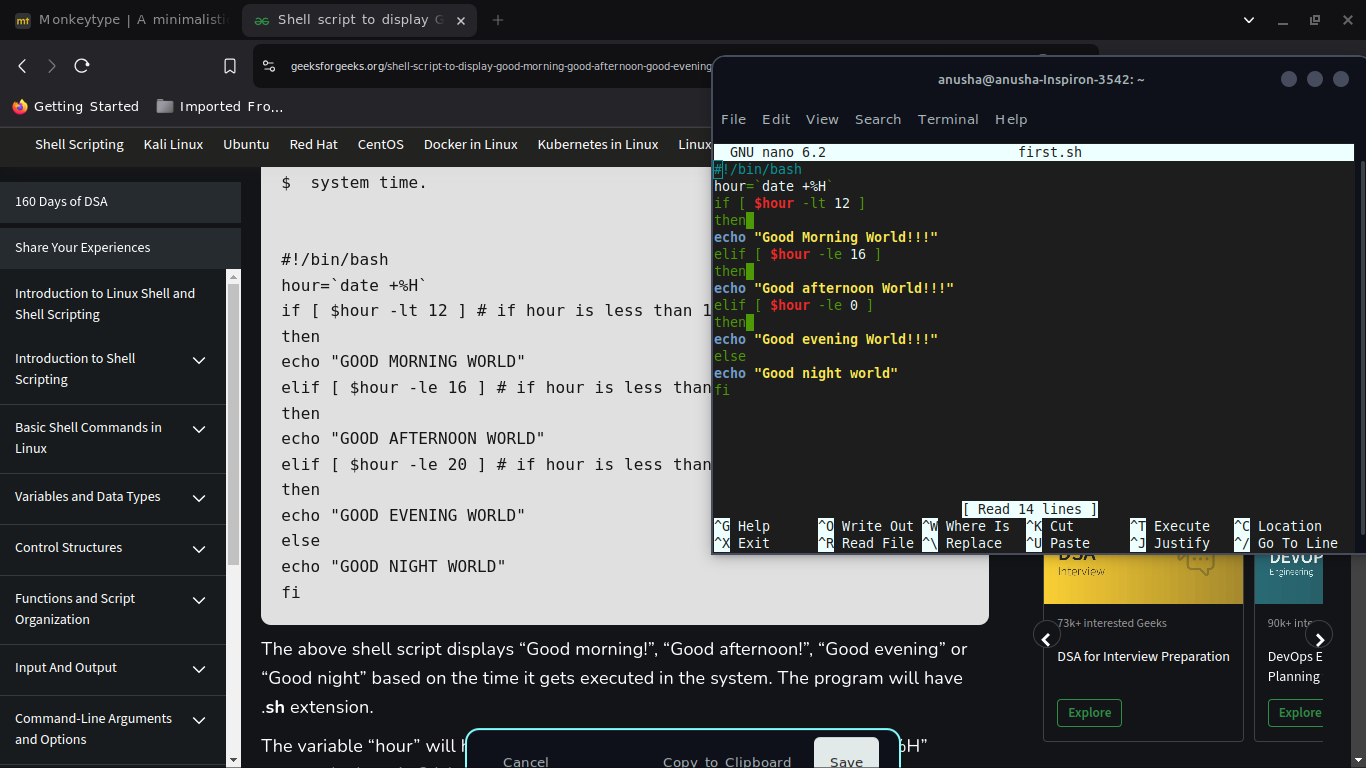 Monkeytype | A minimalisti
Shell script to display G
geeksforgeeks.org/shell-script-to-display-good-morning-good-afternoon-good-evening
Getting Started
Imported Fro...
Shell Scripting Kali Linux Ubuntu Red Hat CentOS Docker in Linux Kubernetes in Linux Linux
160 Days of DSA
Share Your Experiences
Introduction to Linux Shell and
Shell Scripting
Introduction to Shell
Scripting
Basic Shell Commands in
Linux
Variables and Data Types
Control Structures
Functions and Script
Organization
Input And Output
Command-Line Arguments
and Options
$ system time.
#!/bin/bash
hour=`date +%H`
if [ $hour -lt 12 ] # if hour is less than 1
then
echo "GOOD MORNING WORLD"
elif [ $hour -le 16 ] # if hour is less than
then
echo "GOOD AFTERNOON WORLD"
elif [ $hour -le 20 ] # if hour is less than
then
echo "GOOD EVENING WORLD"
else
echo "GOOD NIGHT WORLD"
fi
The above shell script displays “Good morning!”, “Good afternoon!”, “Good evening” or
“Good night” based on the time it gets executed in the system. The program will have
.sh extension.
The variable “hour” will
%H”
anusha@anusha-Inspiron-3542: ~
File Edit View Search Terminal Help
GNU nano 6.2 first.sh
#!/bin/bash
hour=`date +%H`
if [ $hour -lt 12 ]
then
echo "Good Morning World!!!"
elif [ $hour -le 16 ]
then
echo "Good afternoon World!!!"
elif [ $hour -le 0 ]
then
echo "Good evening World!!!"
else
echo "Good night world"
fi
[ Read 14 lines ]
^G Help ^O Write Out ^W Where Is ^K Cut ^T Execute ^C Location
^X Exit ^R Read File ^\ Replace ^U Paste ^J Justify ^/ Go To Line
DSA
Interview
73k+ interested Geeks
DSA for Interview Preparation
Explore
DEVOP
Engineering
90k+ inte
DevOps E
Planning
Explore
Cancel Copy to Clipboard Save